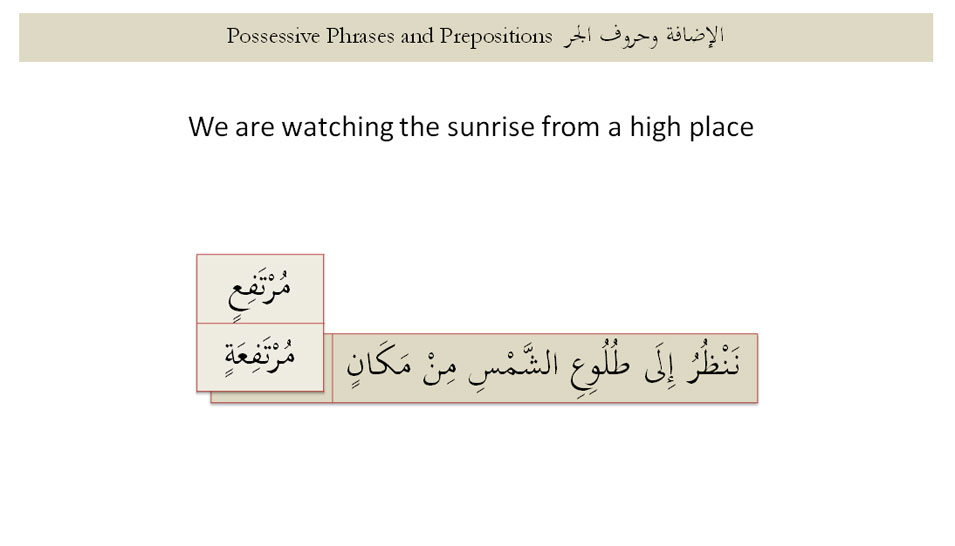 Possessive Phrases and Prepositions الإضافة وحروف الجر
We are watching the sunrise from a high place
مُرْتَفِعٍ
مُرْتَفِعَةٍ
نَنْظُرُ إِلَى طُلُوعِ الشَّمْسِ مِنْ مَكَانٍ